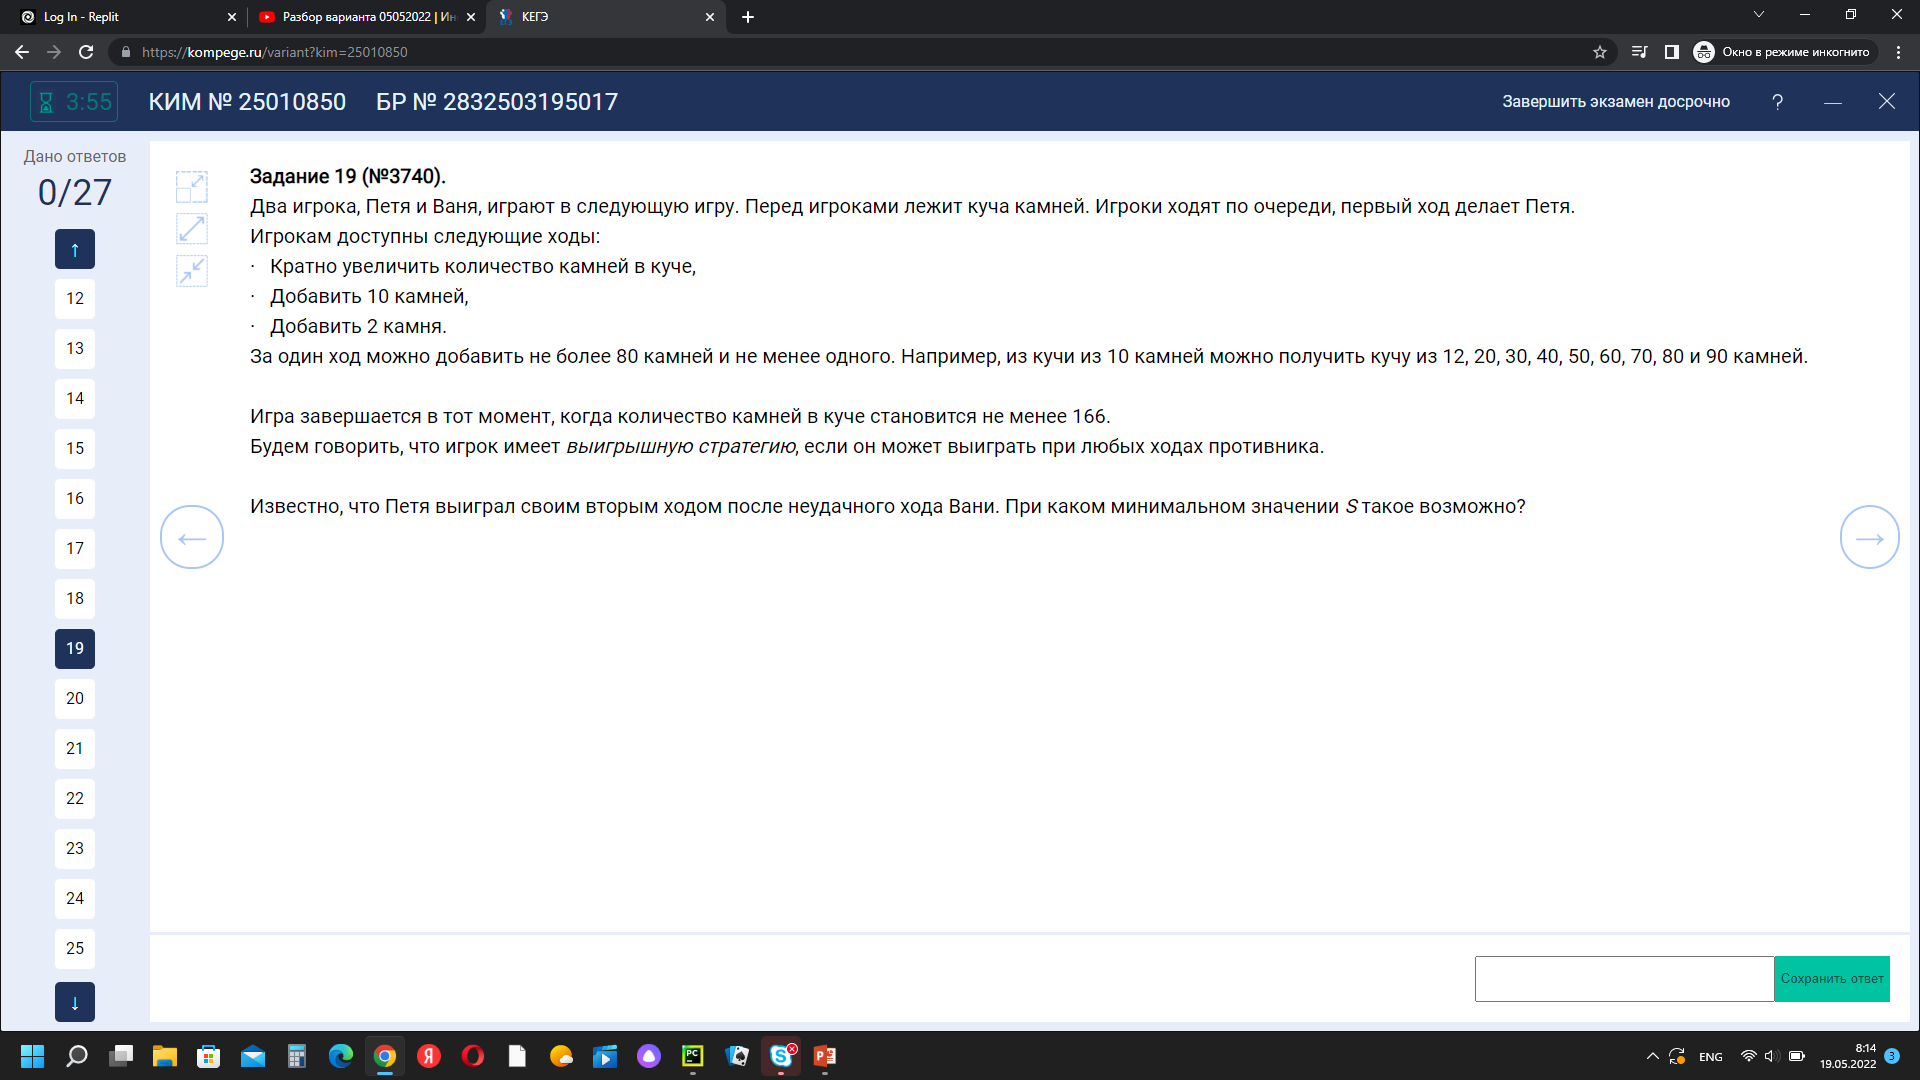 Log In - Replit
Разбор варианта 05052022 | Ин
КЕГЭ
https://kompege.ru/variant?kim=25010850
Окно в режиме инкогнито
3:55
КИМ № 25010850
БР № 2832503195017
Завершить экзамен досрочно
?
Дано ответов
0/27
↑
12
13
14
15
16
17
18
19
20
21
22
23
24
25
↓
Задание 19 (№3740).
Два игрока, Петя и Ваня, играют в следующую игру. Перед игроками лежит куча камней. Игроки ходят по очереди, первый ход делает Петя.
Игрокам доступны следующие ходы:
· Кратно увеличить количество камней в куче,
· Добавить 10 камней,
· Добавить 2 камня.
За один ход можно добавить не более 80 камней и не менее одного. Например, из кучи из 10 камней можно получить кучу из 12, 20, 30, 40, 50, 60, 70, 80 и 90 камней.
Игра завершается в тот момент, когда количество камней в куче становится не менее 166.
Будем говорить, что игрок имеет выигрышную стратегию, если он может выиграть при любых ходах противника.
Известно, что Петя выиграл своим вторым ходом после неудачного хода Вани. При каком минимальном значении S такое возможно?
←
→
Сохранить ответ
ENG
8:14
19.05.2022
3